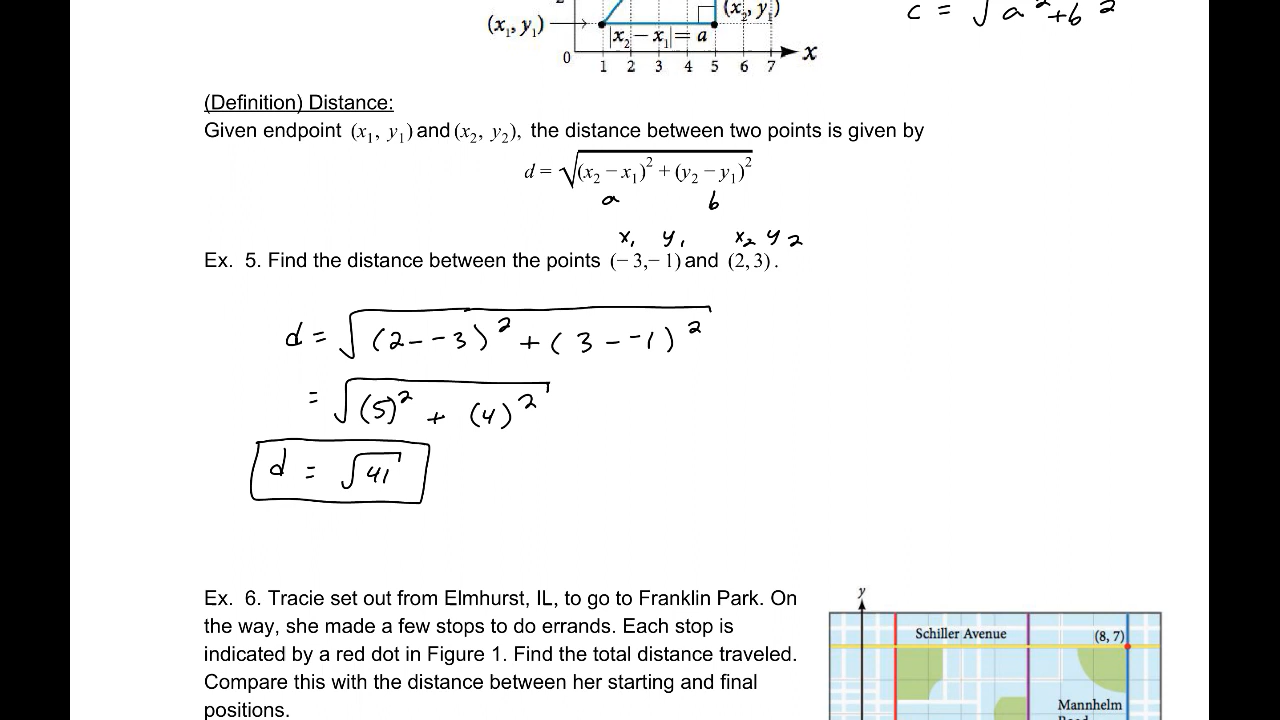 (x₂, y₁)
c = √a²+b²
(x₁, y₁)
|x₂ − x₁| = a
x
0
1 2 3 4 5 6 7
(Definition) Distance:
Given endpoint (x₁, y₁) and (x₂, y₂), the distance between two points is given by
d = √(x₂ − x₁)² + (y₂ − y₁)²
a b
x₁ y₁ x₂ y₂
Ex. 5. Find the distance between the points (−3,−1) and (2,3).
d = √(2--3)² + (3--1)²
= √(5)² + (4)²
d = √41
Ex. 6. Tracie set out from Elmhurst, IL, to go to Franklin Park. On
the way, she made a few stops to do errands. Each stop is
indicated by a red dot in Figure 1. Find the total distance traveled.
Compare this with the distance between her starting and final
positions.
y
Schiller Avenue
(8, 7)
Mannhelm